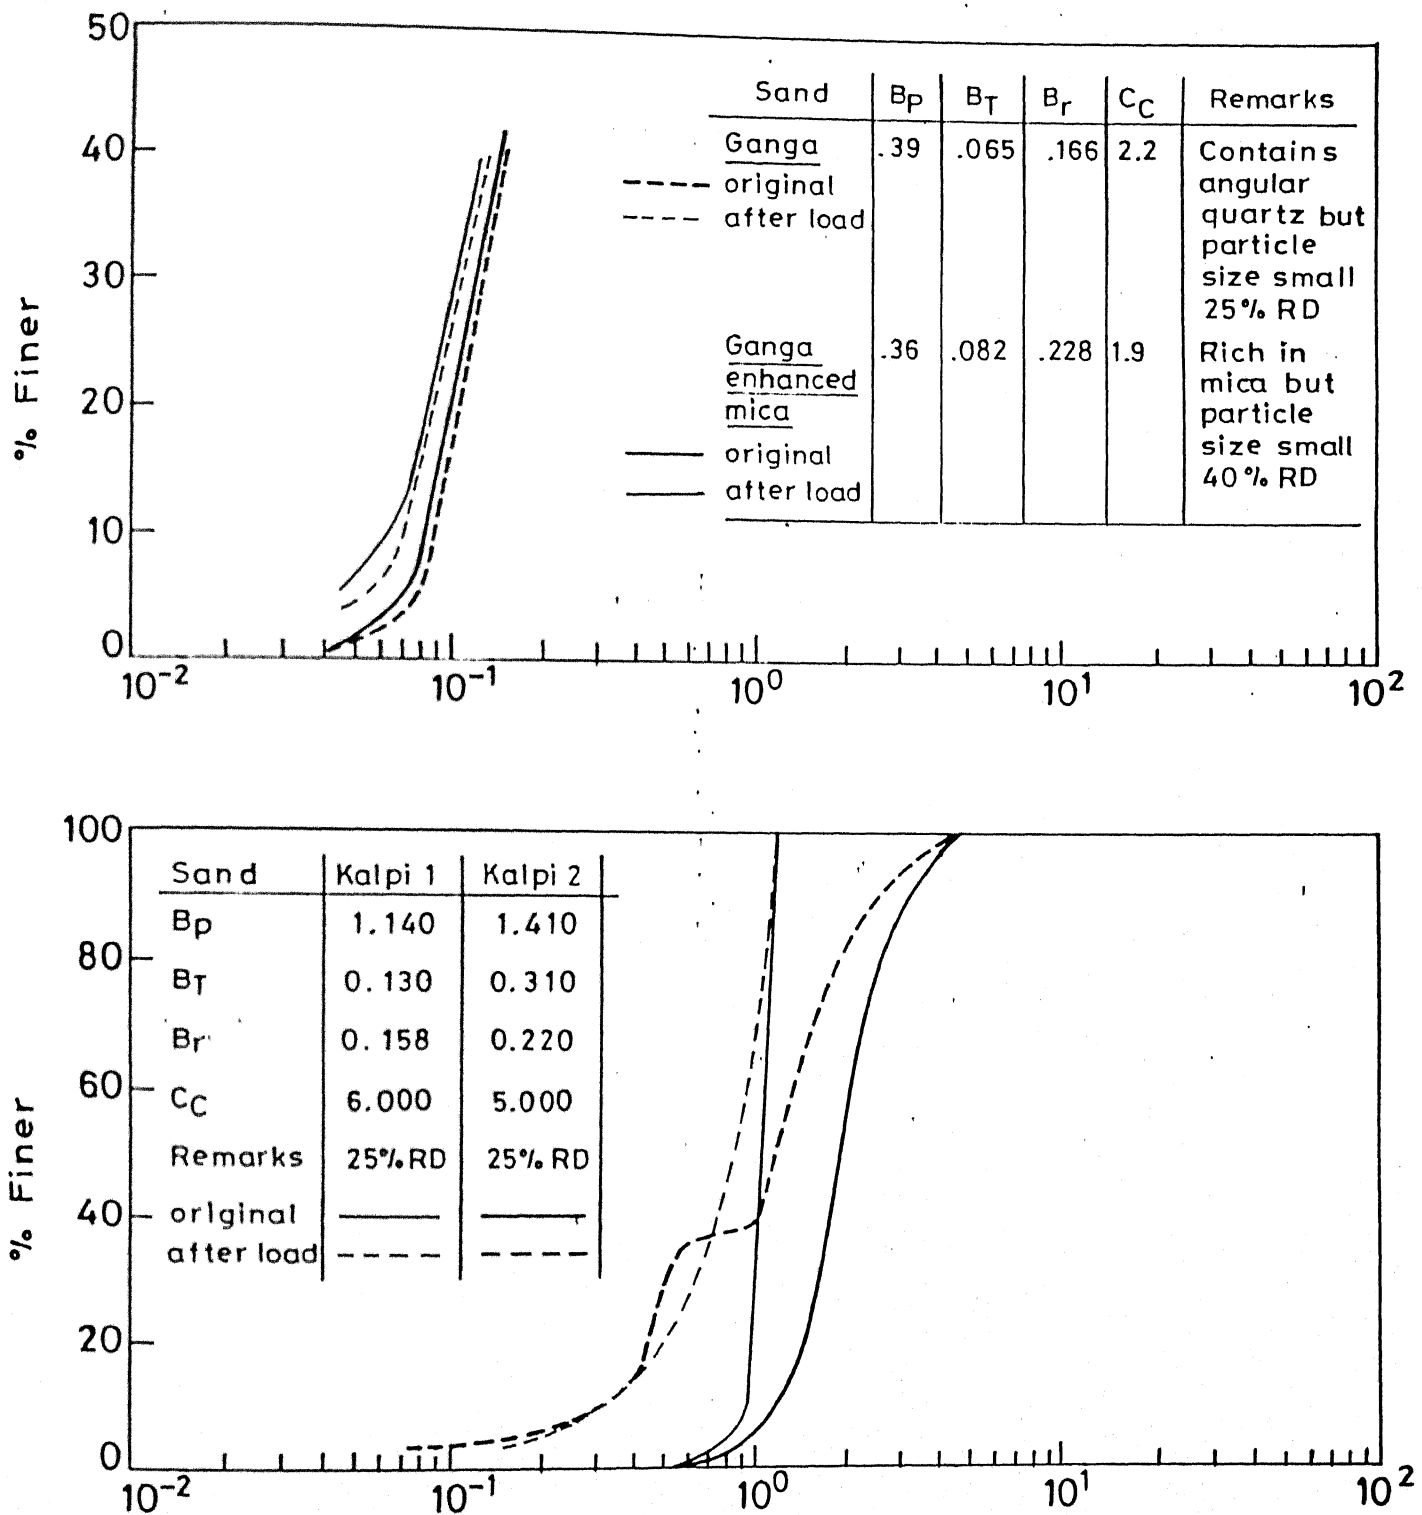 50
40
30
20
10
0
% Finer
Sand B_P B_T B_r C_C Remarks
Ganga .39 .065 .166 2.2 Contains
original angular
after load quartz but
particle
size small
25% RD
Ganga .36 .082 .228 1.9 Rich in
enhanced mica but
mica particle
original size small
after load 40% RD
10^-2 10^-1 10^0 10^1 10^2
100
80
60
40
20
0
% Finer
Sand Kalpi 1 Kalpi 2
B_P 1.140 1.410
B_T 0.130 0.310
B_r 0.158 0.220
C_C 6.000 5.000
Remarks 25% RD 25% RD
original
after load
10^-2 10^-1 10^0 10^1 10^2